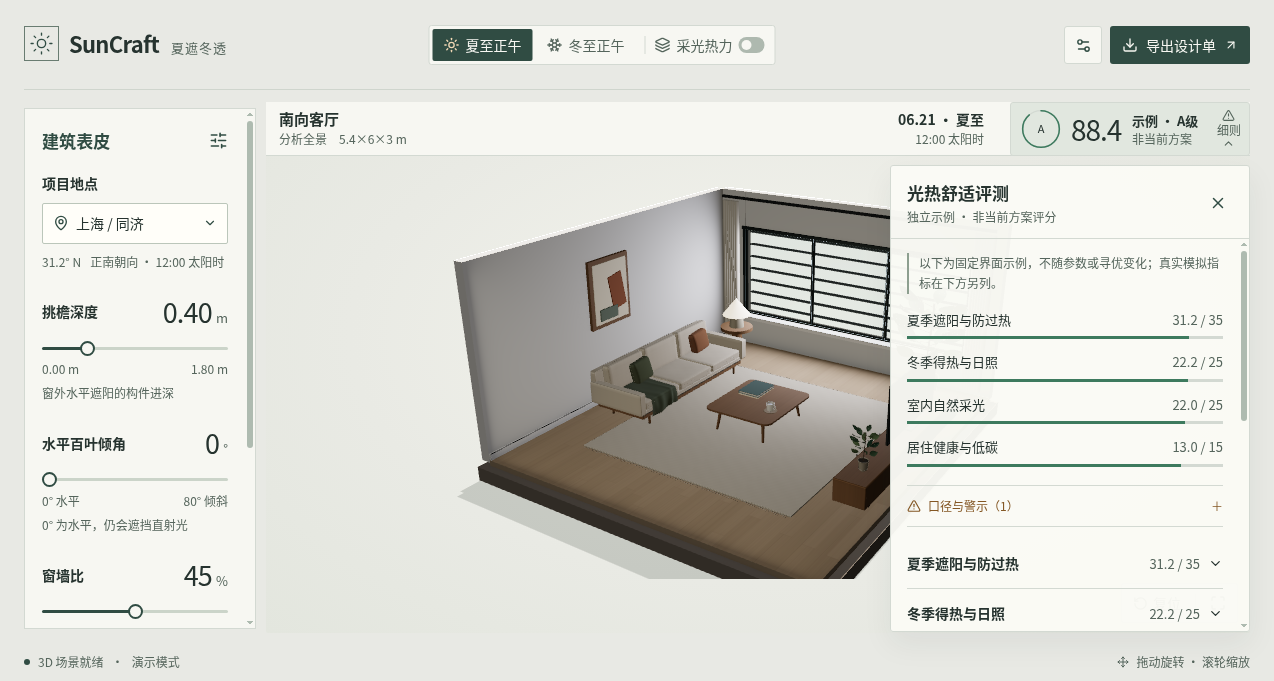 SunCraft 夏遮冬透
夏至正午
冬至正午
采光热力
导出设计单
建筑表皮
项目地点
上海 / 同济
31.2° N 正南朝向 · 12:00 太阳时
挑檐深度 0.40 m
0.00 m 1.80 m
窗外水平遮阳的构件进深
水平百叶倾角 0 °
0° 水平 80° 倾斜
0° 为水平，仍会遮挡直射光
窗墙比 45 %
南向客厅
分析全景 5.4×6×3 m
06.21 · 夏至
12:00 太阳时
A
88.4
示例 · A级
非当前方案
细则
光热舒适评测
独立示例 · 非当前方案评分
以下为固定界面示例，不随参数或寻优变化；真实模拟指
标在下方另列。
夏季遮阳与防过热 31.2 / 35
冬季得热与日照 22.2 / 25
室内自然采光 22.0 / 25
居住健康与低碳 13.0 / 15
口径与警示（1） +
夏季遮阳与防过热 31.2 / 35
冬季得热与日照 22.2 / 25
3D 场景就绪 · 演示模式
拖动旋转 · 滚轮缩放